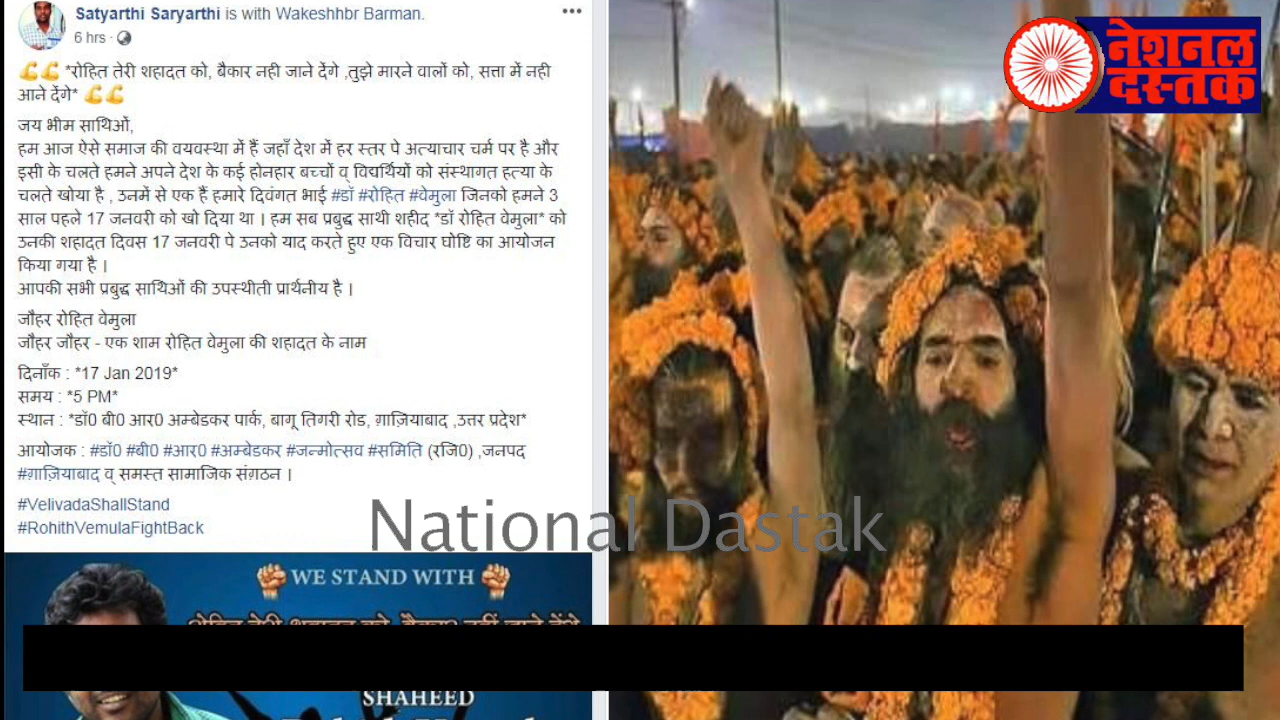 Satyarthi Saryarthi is with Wakeshhbr Barman.
6 hrs ·
*रोहित तेरी शहादत को, बैकार नही जाने देंगे ,तुझे मारने वालों को, सत्ता में नही
आने देंगे*
जय भीम साथिओं,
हम आज ऐसे समाज की वयवस्था में हैं जहाँ देश में हर स्तर पे अत्याचार चर्म पर है और
इसी के चलते हमने अपने देश के कई होनहार बच्चों व् विद्यर्थियों को संस्थागत हत्या के
चलते खोया है , उनमें से एक हैं हमारे दिवंगत भाई #डॉ #रोहित #वेमुला जिनको हमने 3
साल पहले 17 जनवरी को खो दिया था । हम सब प्रबुद्ध साथी शहीद *डॉ रोहित वेमुला* को
उनकी शहादत दिवस 17 जनवरी पे उनको याद करते हुए एक विचार घोष्टि का आयोजन
किया गया है ।
आपकी सभी प्रबुद्ध साथिओं की उपस्थीती प्रार्थनीय है ।
जौहर रोहित वेमुला
जौहर जौहर - एक शाम रोहित वेमुला की शहादत के नाम
दिनाँक : *17 Jan 2019*
समय : *5 PM*
स्थान : *डॉ0 बी0 आर0 अम्बेडकर पार्क, बागू तिगरी रोड, ग़ाज़ियाबाद ,उत्तर प्रदेश*
आयोजक : #डॉ0 #बी0 #आर0 #अम्बेडकर #जन्मोत्सव #समिति (रजि0) ,जनपद
#ग़ाज़ियाबाद व् समस्त सामाजिक संग़ठन ।
#VelivadaShallStand
#RohithVemulaFightBack
WE STAND WITH
SHAHEED
नेशनल
दस्तक
National Dastak